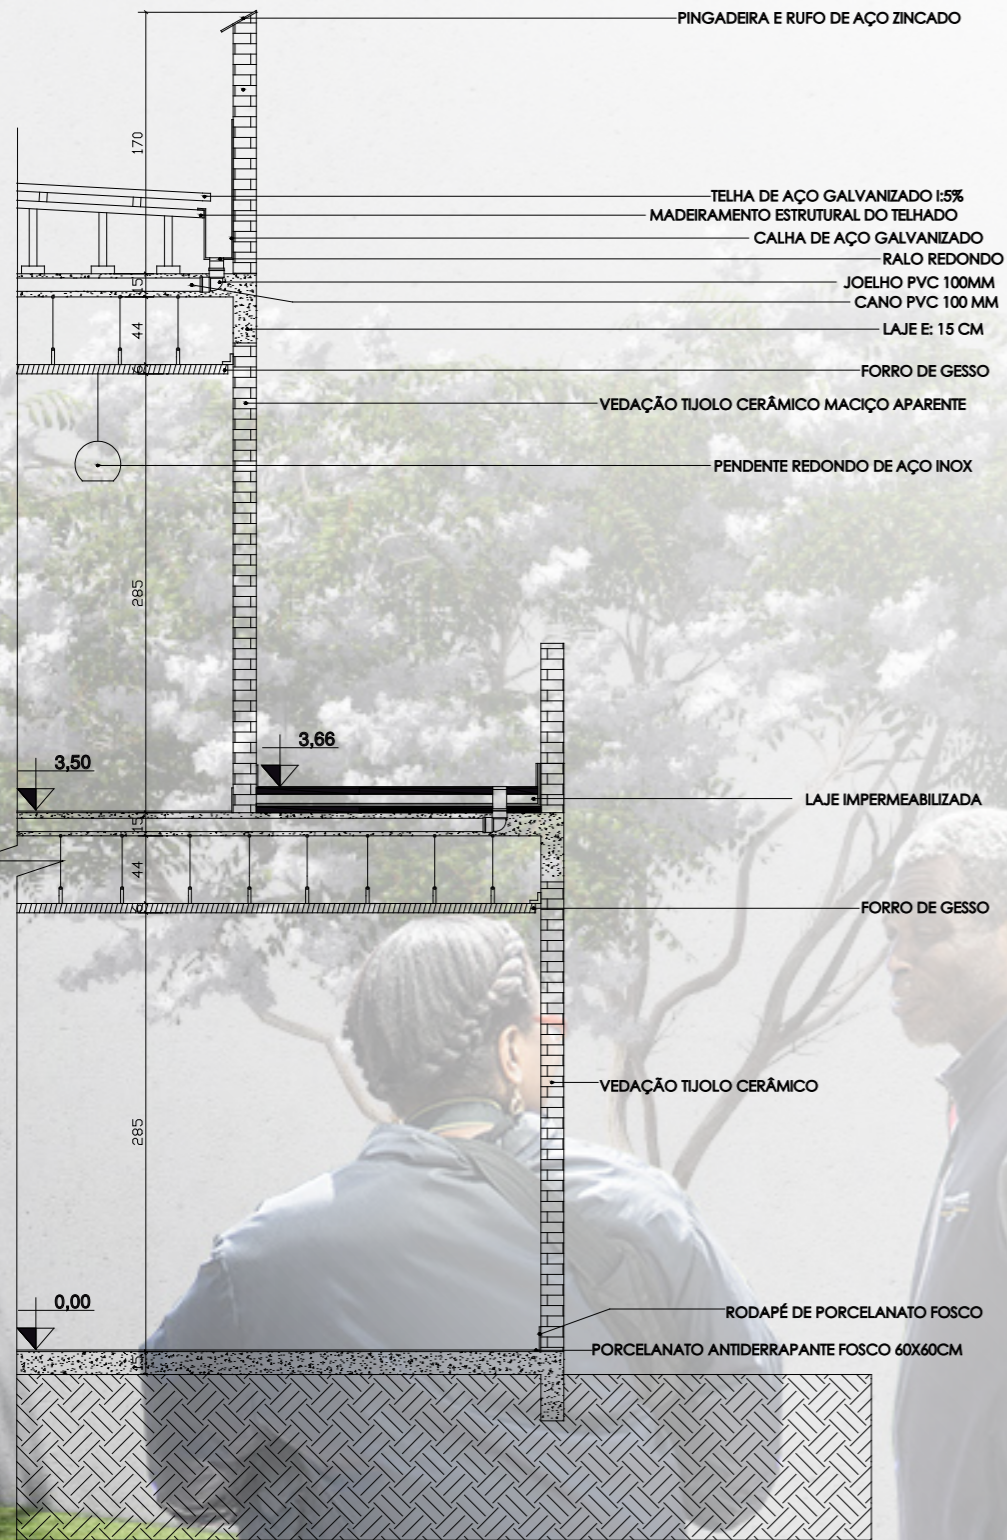 PINGADEIRA E RUFO DE AÇO ZINCADO
170
TELHA DE AÇO GALVANIZADO I:5%
MADEIRAMENTO ESTRUTURAL DO TELHADO
CALHA DE AÇO GALVANIZADO
RALO REDONDO
JOELHO PVC 100MM
15
CANO PVC 100 MM
44
LAJE E: 15 CM
FORRO DE GESSO
VEDAÇÃO TIJOLO CERÂMICO MACIÇO APARENTE
PENDENTE REDONDO DE AÇO INOX
285
3,66
3,50
LAJE IMPERMEABILIZADA
15
44
FORRO DE GESSO
VEDAÇÃO TIJOLO CERÂMICO
285
0,00
RODAPÉ DE PORCELANATO FOSCO
PORCELANATO ANTIDERRAPANTE FOSCO 60X60CM